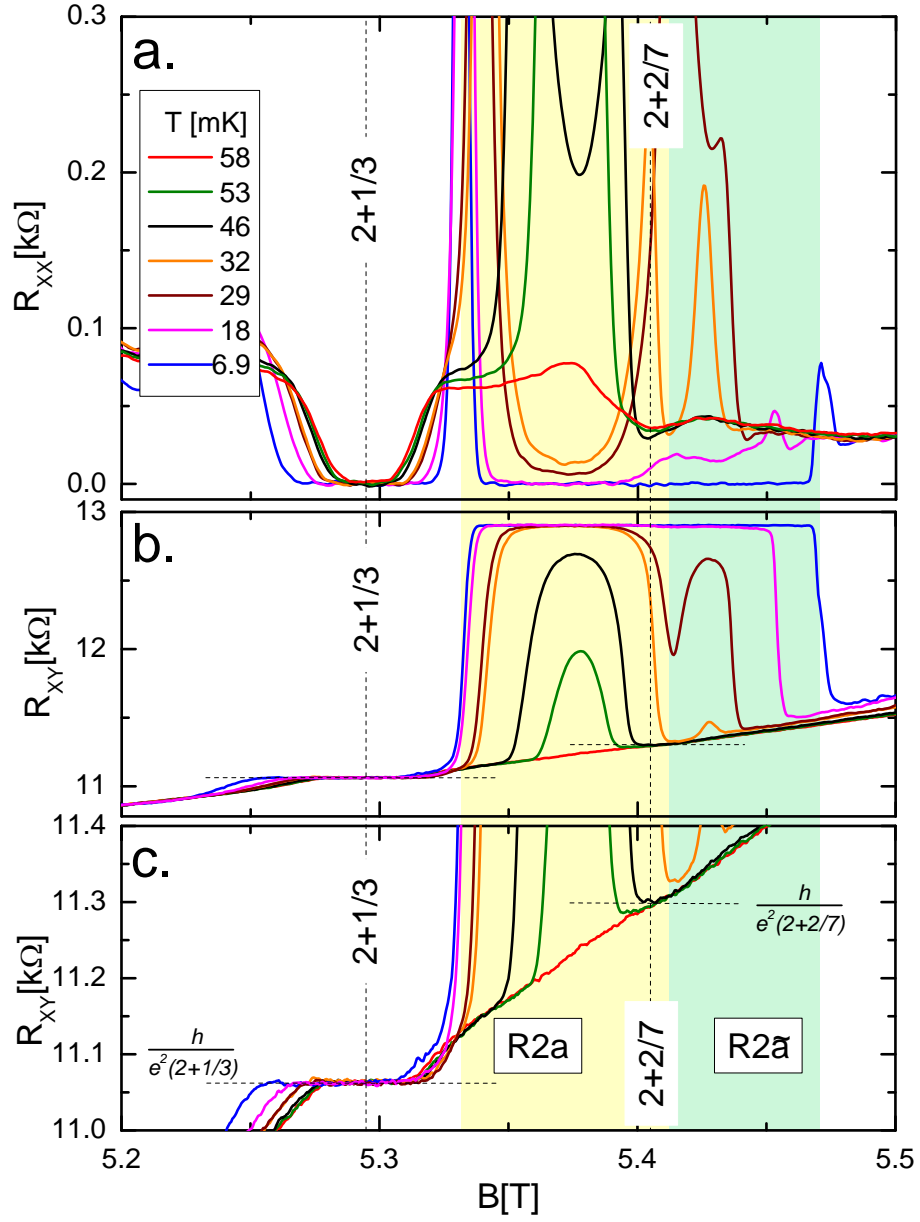 a.
0.3
0.2
0.1
0.0
R_XX[kΩ]
T [mK]
58
53
46
32
29
18
6.9
2+1/3
2+2/7
b.
13
12
11
R_XY[kΩ]
2+1/3
c.
11.4
11.3
11.2
11.1
11.0
R_XY[kΩ]
2+1/3
h
e²(2+1/3)
h
e²(2+2/7)
R2a
2+2/7
R2ã
5.2
5.3
5.4
5.5
B[T]